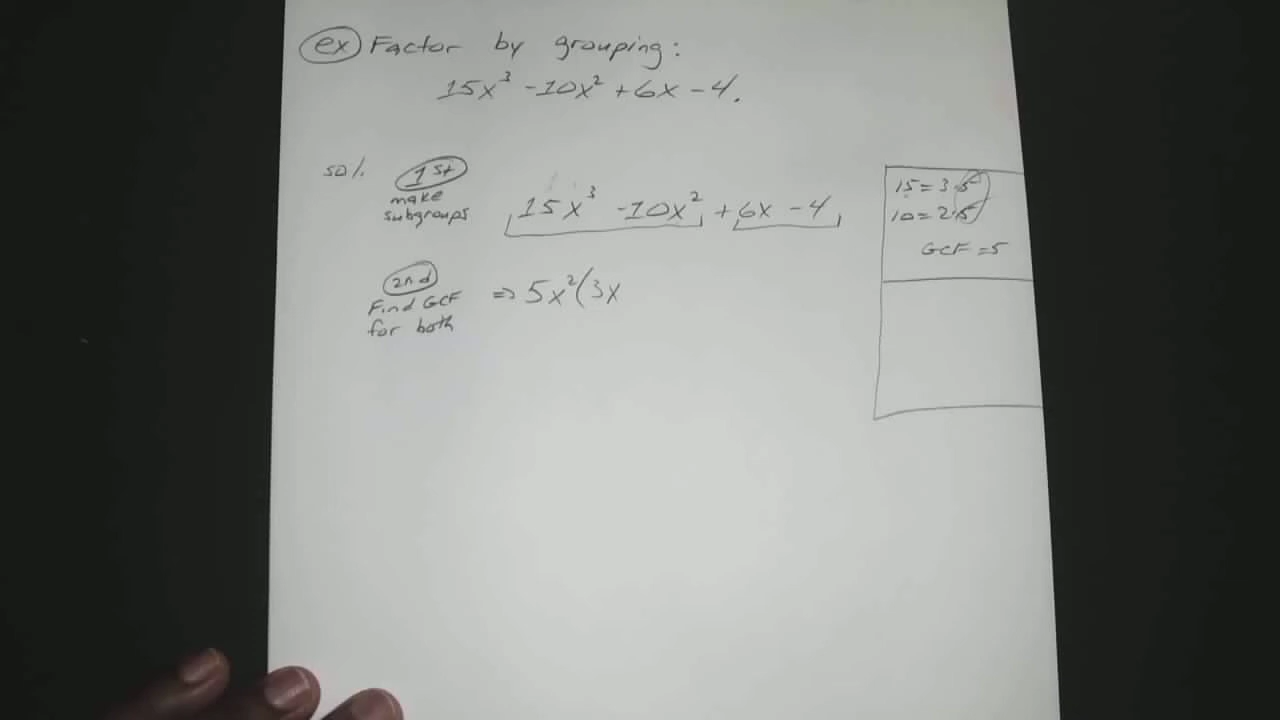 ex Factor by grouping:
15x³ -10x² +6x -4.
sol.
1st
make
subgroups
15x³ -10x² +6x -4
2nd
Find GCF
for both
⇒ 5x²(3x
15=3·5
10=2·5
GCF=5